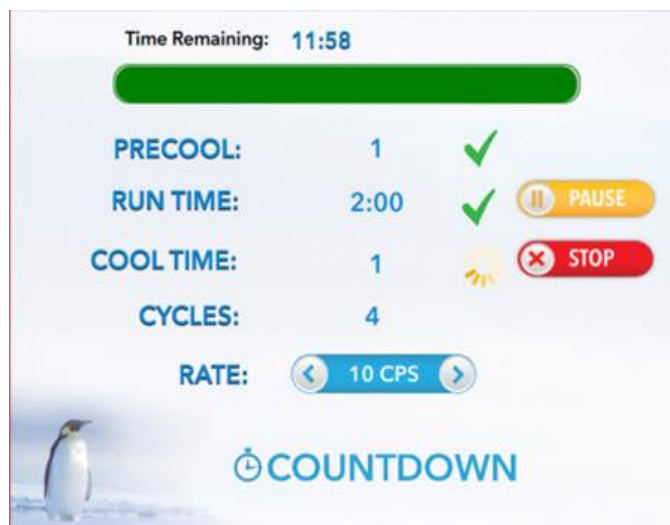 Time Remaining: 11:58
PRECOOL: 1
RUN TIME: 2:00
PAUSE
COOL TIME: 1
STOP
CYCLES: 4
RATE: 10 CPS
COUNTDOWN